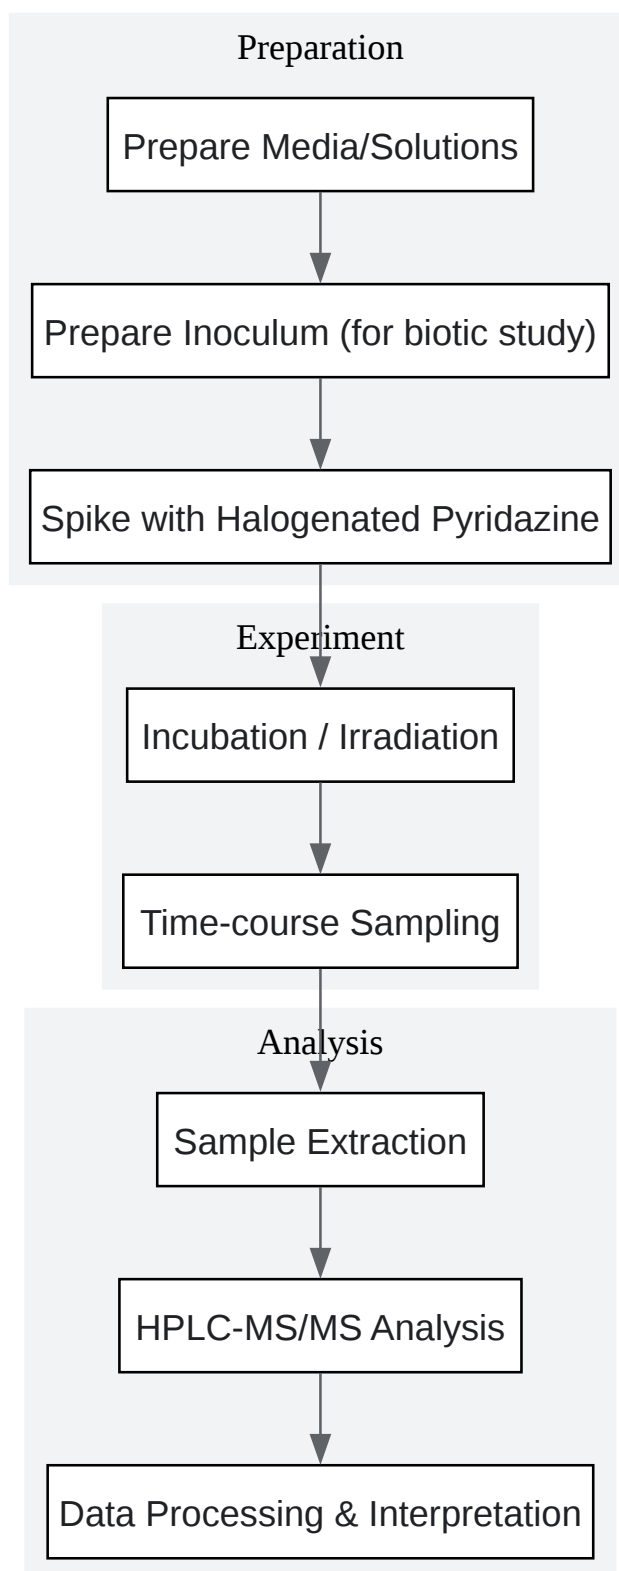 Preparation
Prepare Media/Solutions
Prepare Inoculum (for biotic study)
Spike with Halogenated Pyridazine
Experiment
Incubation / Irradiation
Time-course Sampling
Analysis
Sample Extraction
HPLC-MS/MS Analysis
Data Processing & Interpretation